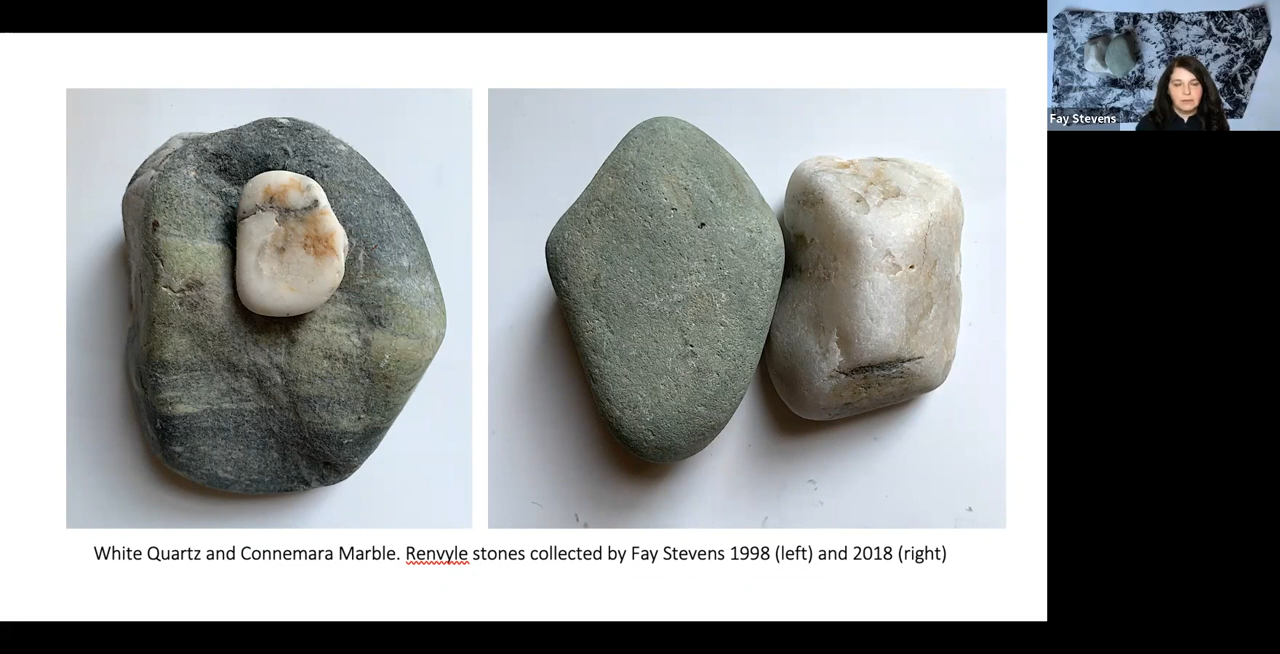 Fay Stevens
White Quartz and Connemara Marble. Renvyle stones collected by Fay Stevens 1998 (left) and 2018 (right)